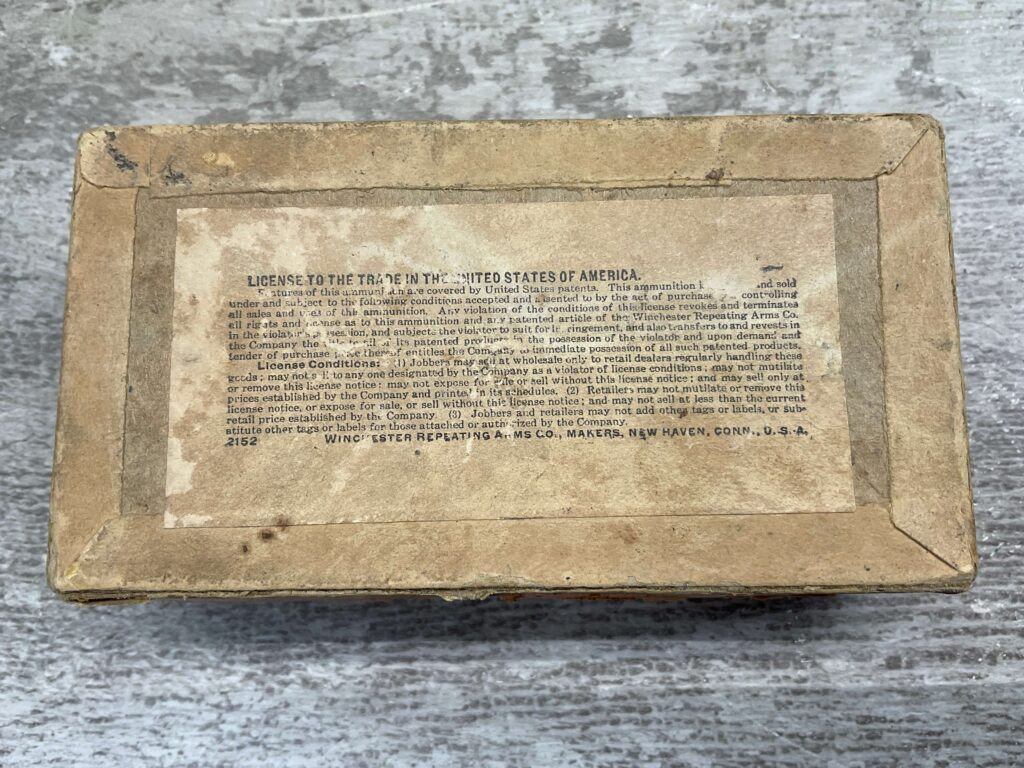 LICENSE TO THE TRADE IN THE UNITED STATES OF AMERICA.
Features of this ammunition are covered by United States patents. This ammunition is and sold
under and subject to the following conditions accepted and assented to by the act of purchase and controlling
all sales and uses of this ammunition. Any violation of the conditions of this license revokes and terminates
all rights and license as to this ammunition and any patented article of the Winchester Repeating Arms Co.
in the violator's possession, and subjects the violator to suit for infringement, and also transfers to and revests in
the Company the title to all of its patented products in the possession of the violator and upon demand and
tender of purchase price thereof entitles the Company to immediate possession of all such patented products.
License Conditions: (1) Jobbers may sell at wholesale only to retail dealers regularly handling these
goods; may not sell to any one designated by the Company as a violator of license conditions; may not mutilate
or remove this license notice; may not expose for sale or sell without this license notice; and may sell only at
prices established by the Company and printed in its schedules. (2) Retailers may not mutilate or remove this
license notice, or expose for sale, or sell without this license notice; and may not sell at less than the current
retail price established by the Company. (3) Jobbers and retailers may not add other tags or labels, or sub-
stitute other tags or labels for those attached or authorized by the Company.
2152 WINCHESTER REPEATING ARMS CO., MAKERS, NEW HAVEN, CONN., U.S.A.